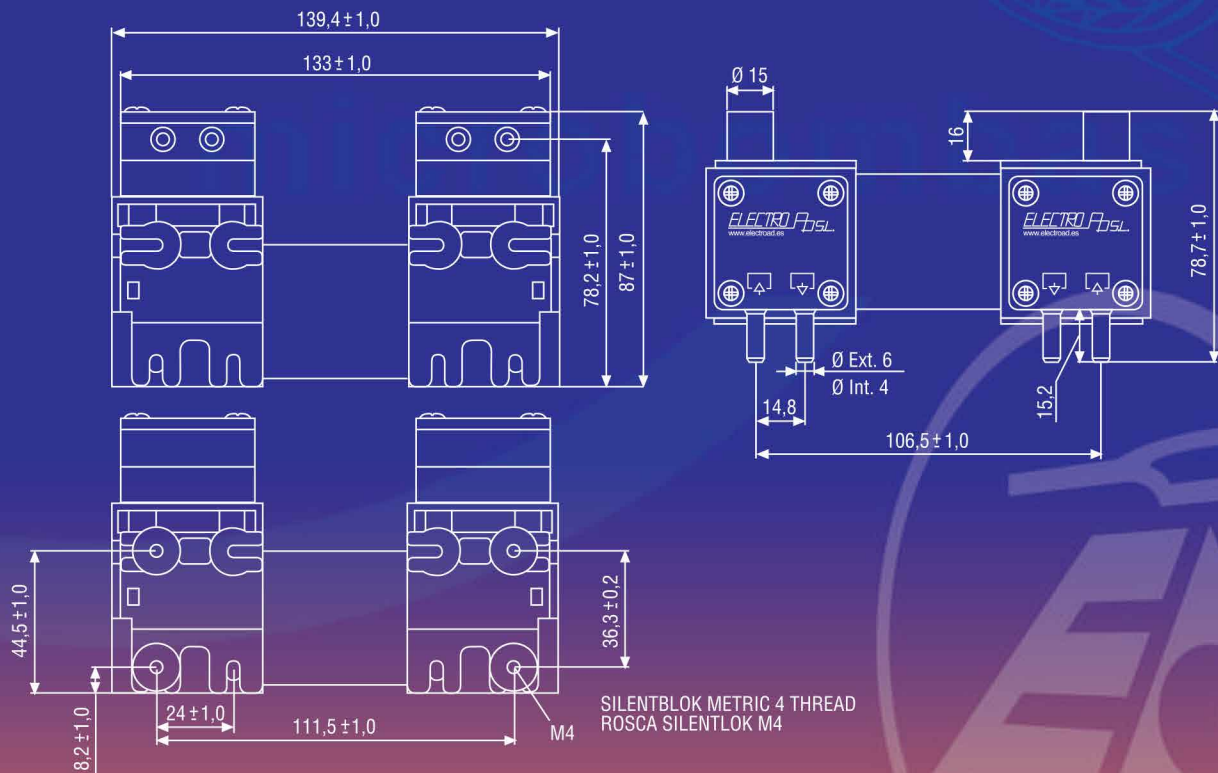 139,4±1,0
133±1,0
78,2±1,0
87±1,0
Ø 15
16
ELECTRO AD S.L.
www.electroad.es
ELECTRO AD S.L.
www.electroad.es
78,7±1,0
Ø Ext. 6
Ø Int. 4
14,8
15,2
106,5±1,0
44,5±1,0
8,2±1,0
24±1,0
111,5±1,0
36,3±0,2
M4
SILENTBLOK METRIC 4 THREAD
ROSCA SILENTLOK M4
microbombas